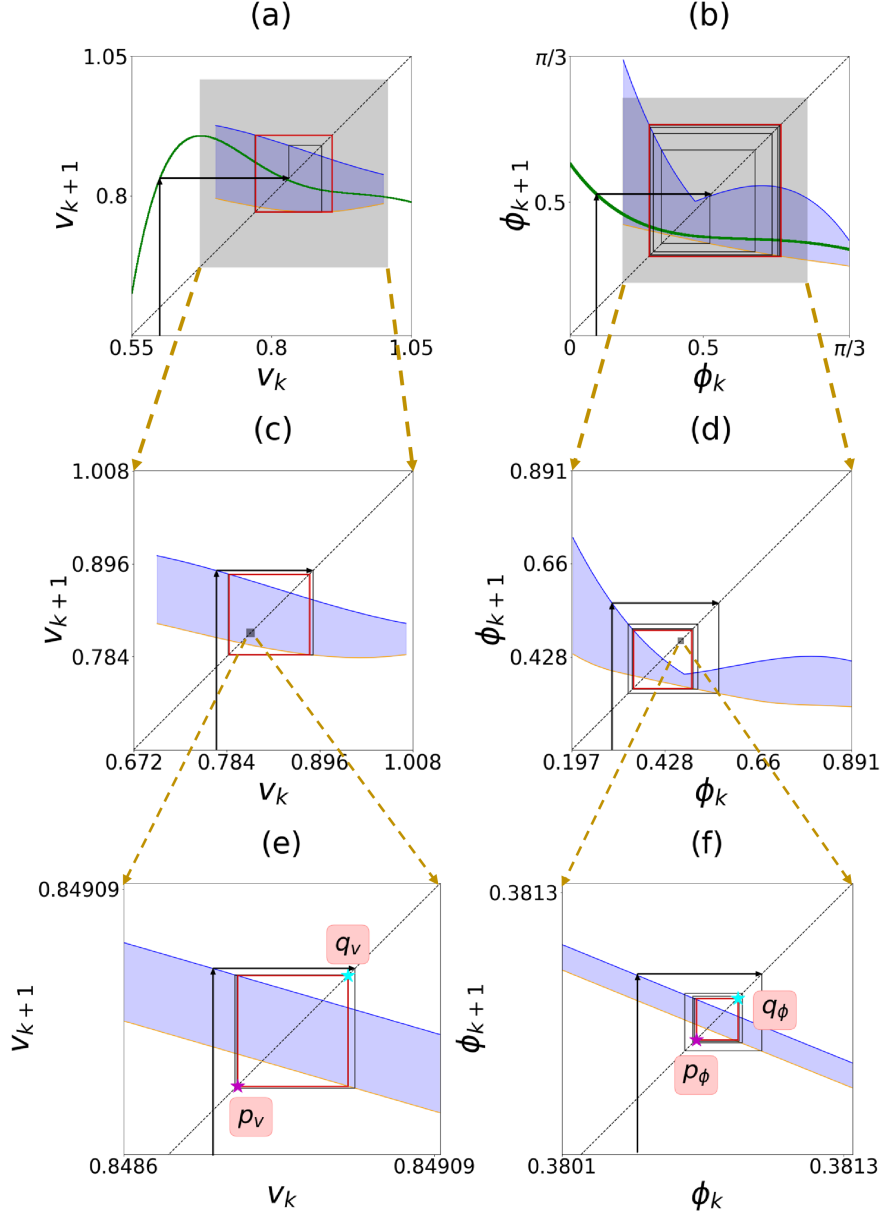 (a)
1.05
v_{k+1}
0.8
0.55
0.8
1.05
v_k
(b)
π/3
ϕ_{k+1}
0.5
0
0.5
π/3
ϕ_k
(c)
1.008
0.896
v_{k+1}
0.784
0.672
0.784
0.896
1.008
v_k
(d)
0.891
0.66
ϕ_{k+1}
0.428
0.197
0.428
0.66
0.891
ϕ_k
(e)
0.84909
v_{k+1}
q_v
p_v
0.8486
0.84909
v_k
(f)
0.3813
ϕ_{k+1}
q_ϕ
p_ϕ
0.3801
0.3813
ϕ_k